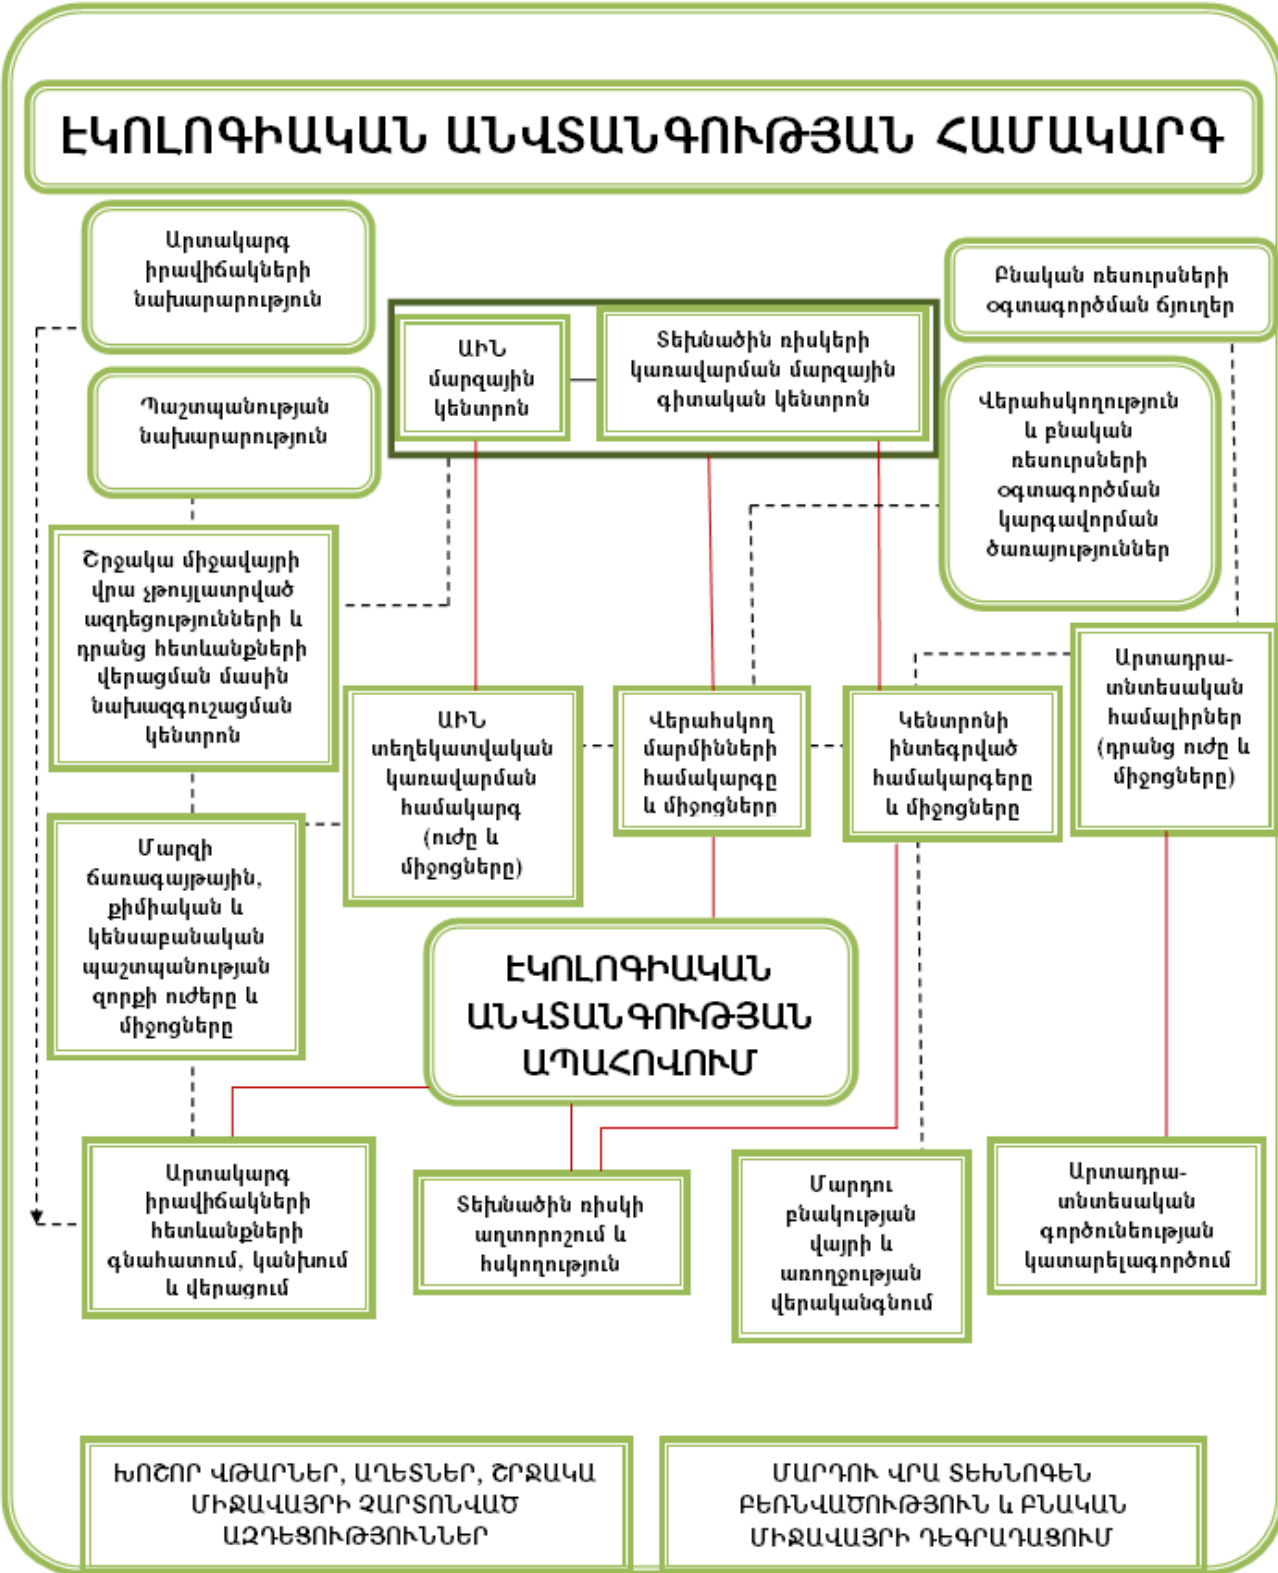 ԷԿՈԼՈԳԻԱԿԱՆ ԱՆՎՏԱՆԳՈՒԹՅԱՆ ՀԱՄԱԿԱՐԳ
Արտակարգ
իրավիճակների
նախարարություն
Բնական ռեսուրսների
օգտագործման ճյուղեր
ԱԻՆ
մարզային
կենտրոն
Տեխնածին ռիսկերի
կառավարման մարզային
գիտական կենտրոն
Պաշտպանության
նախարարություն
Վերահսկողություն
և բնական
ռեսուրսների
օգտագործման
կարգավորման
ծառայություններ
Շրջակա միջավայրի
վրա չթույլատրված
ազդեցությունների և
դրանց հետևանքների
վերացման մասին
նախազգուշացման
կենտրոն
ԱԻՆ
տեղեկատվական
կառավարման
համակարգ
(ուժը և
միջոցները)
Վերահսկող
մարմինների
համակարգը
և միջոցները
Կենտրոնի
ինտեգրված
համակարգերը
և միջոցները
Արտադրա-
տնտեսական
համալիրներ
(դրանց ուժը և
միջոցները)
Մարզի
ճառագայթային,
քիմիական և
կենսաբանական
պաշտպանության
զորքի ուժերը և
միջոցները
ԷԿՈԼՈԳԻԱԿԱՆ
ԱՆՎՏԱՆԳՈՒԹՅԱՆ
ԱՊԱՀՈՎՈՒՄ
Արտակարգ
իրավիճակների
հետևանքների
գնահատում, կանխում
և վերացում
Տեխնածին ռիսկի
աղտորոշում և
հսկողություն
Մարդու
բնակության
վայրի և
առողջության
վերականգնում
Արտադրա-
տնտեսական
գործունեության
կատարելագործում
ԽՈՇՈՐ ՎԹԱՐՆԵՐ, ԱՂԵՏՆԵՐ, ՇՐՋԱԿԱ
ՄԻՋԱՎԱՅՐԻ ՉԱՐՏՈՆՎԱԾ
ԱԶԴԵՑՈՒԹՅՈՒՆՆԵՐ
ՄԱՐԴՈՒ ՎՐԱ ՏԵԽՆՈԳԵՆ
ԲԵՌՆՎԱԾՈՒԹՅՈՒՆ և ԲՆԱԿԱՆ
ՄԻՋԱՎԱՅՐԻ ԴԵԳՐԱԴԱՑՈՒՄ